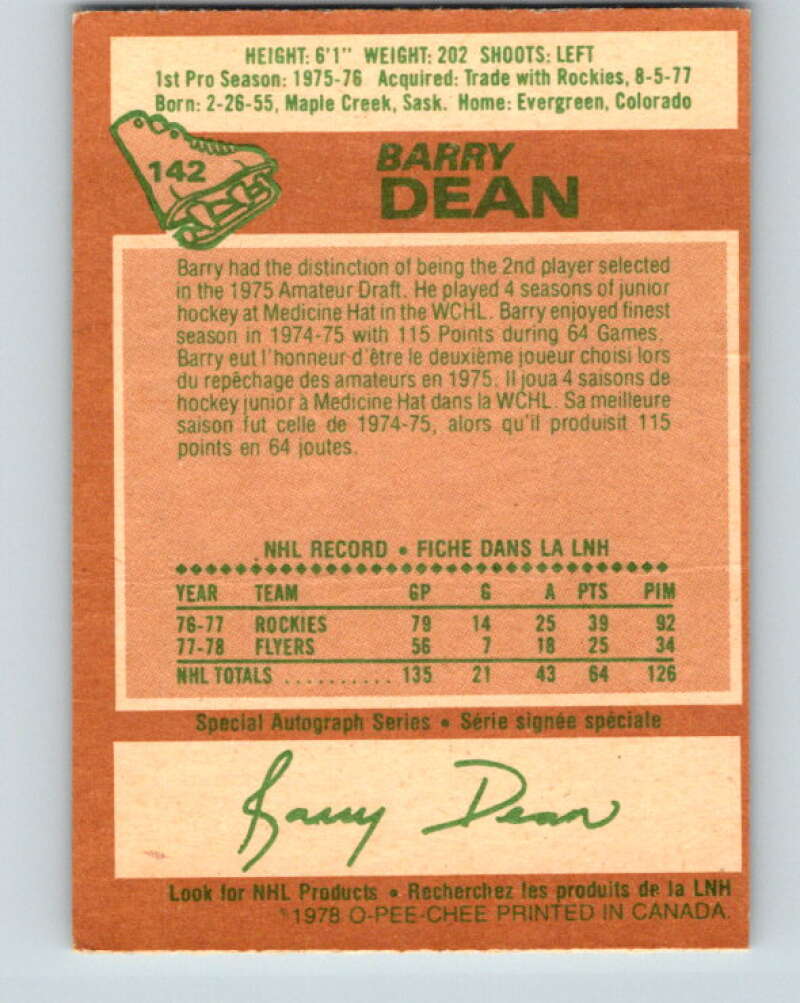 HEIGHT: 6'1" WEIGHT: 202 SHOOTS: LEFT
1st Pro Season: 1975-76 Acquired: Trade with Rockies, 8-5-77
Born: 2-26-55, Maple Creek, Sask. Home: Evergreen, Colorado
142
BARRY
DEAN
Barry had the distinction of being the 2nd player selected
in the 1975 Amateur Draft. He played 4 seasons of junior
hockey at Medicine Hat in the WCHL. Barry enjoyed finest
season in 1974-75 with 115 Points during 64 Games.
Barry eut l'honneur d'être le deuxième joueur choisi lors
du repêchage des amateurs en 1975. Il joua 4 saisons de
hockey junior à Medicine Hat dans la WCHL. Sa meilleure
saison fut celle de 1974-75, alors qu'il produisit 115
points en 64 joutes.
NHL RECORD • FICHE DANS LA LNH
YEAR TEAM GP G A PTS PIM
76-77 ROCKIES 79 14 25 39 92
77-78 FLYERS 56 7 18 25 34
NHL TOTALS .......... 135 21 43 64 126
Special Autograph Series • Série signée spéciale
Barry Dean
Look for NHL Products • Recherchez les produits de la LNH
©1978 O-PEE-CHEE PRINTED IN CANADA.